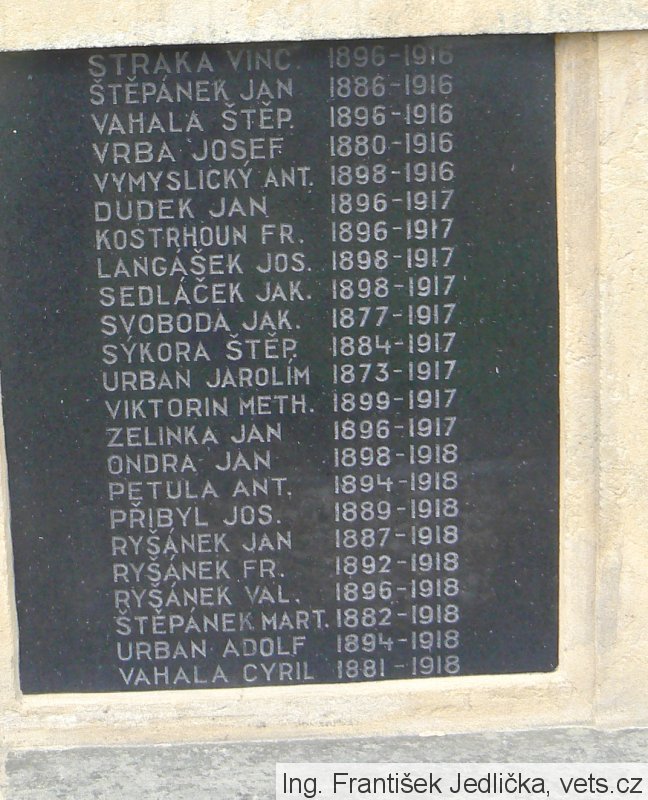 STRAKA VINC. 1896-1916
ŠTĚPÁNEK JAN 1886-1916
VAHALA ŠTĚP. 1896-1916
VRBA JOSEF 1880-1916
VYMYSLICKÝ ANT. 1898-1916
DUDEK JAN 1896-1917
KOSTRHOUN FR. 1896-1917
LANGÁŠEK JOS. 1898-1917
SEDLÁČEK JAK. 1898-1917
SVOBODA JAK. 1877-1917
SÝKORA ŠTĚP. 1884-1917
URBAN JAROLÍM 1873-1917
VIKTORIN METH. 1899-1917
ZELINKA JAN 1896-1917
ONDRA JAN 1898-1918
PETULA ANT. 1894-1918
PŘIBYL JOS. 1889-1918
RYŠÁNEK JAN 1887-1918
RYŠÁNEK FR. 1892-1918
RYŠÁNEK VAL. 1896-1918
ŠTĚPÁNEK MART. 1882-1918
URBAN ADOLF 1894-1918
VAHALA CYRIL 1881-1918
Ing. František Jedlička, vets.cz